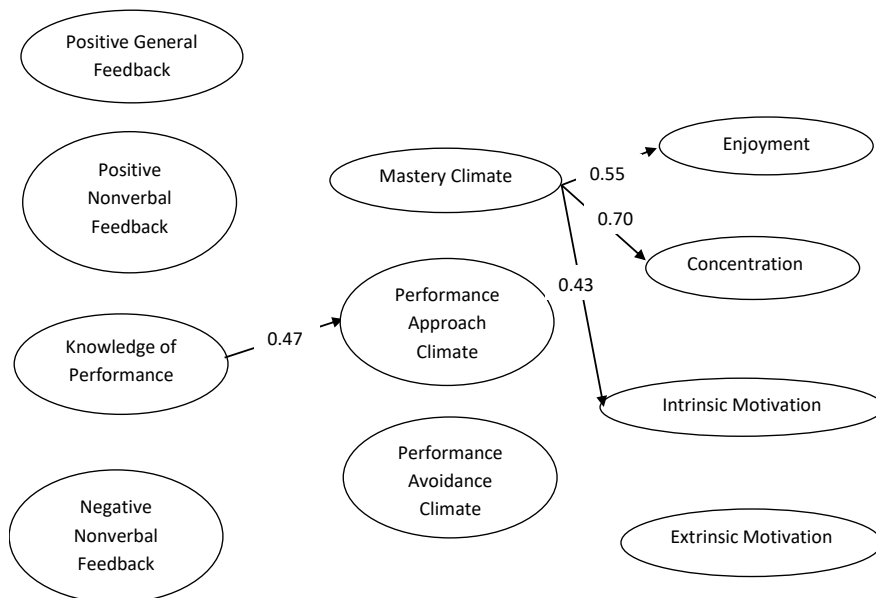 Positive General
Feedback
Positive
Nonverbal
Feedback
Knowledge of
Performance
Negative
Nonverbal
Feedback
0.47
Mastery Climate
Performance
Approach
Climate
Performance
Avoidance
Climate
0.55
0.70
0.43
Enjoyment
Concentration
Intrinsic Motivation
Extrinsic Motivation